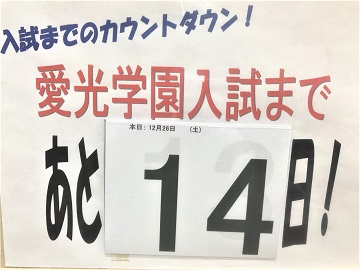 入試までのカウントダウン!
愛光学園入試まで
本日:12月26日 (土)
あと14日!